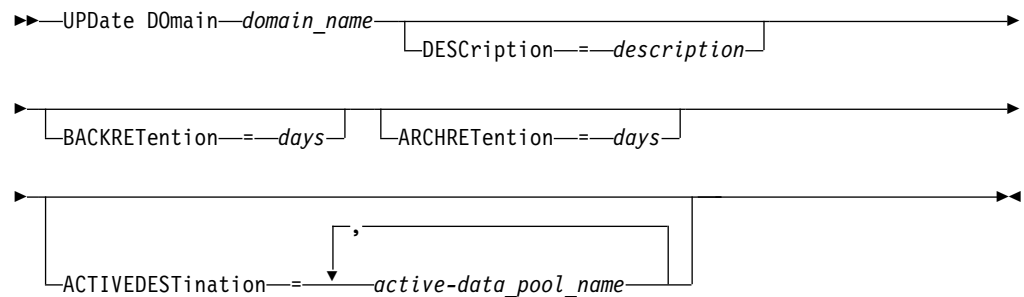 UPDate DOmain domain_name
DESCription = description
BACKRETention = days ARCHRETention = days
,
ACTIVEDESTination = active-data_pool_name